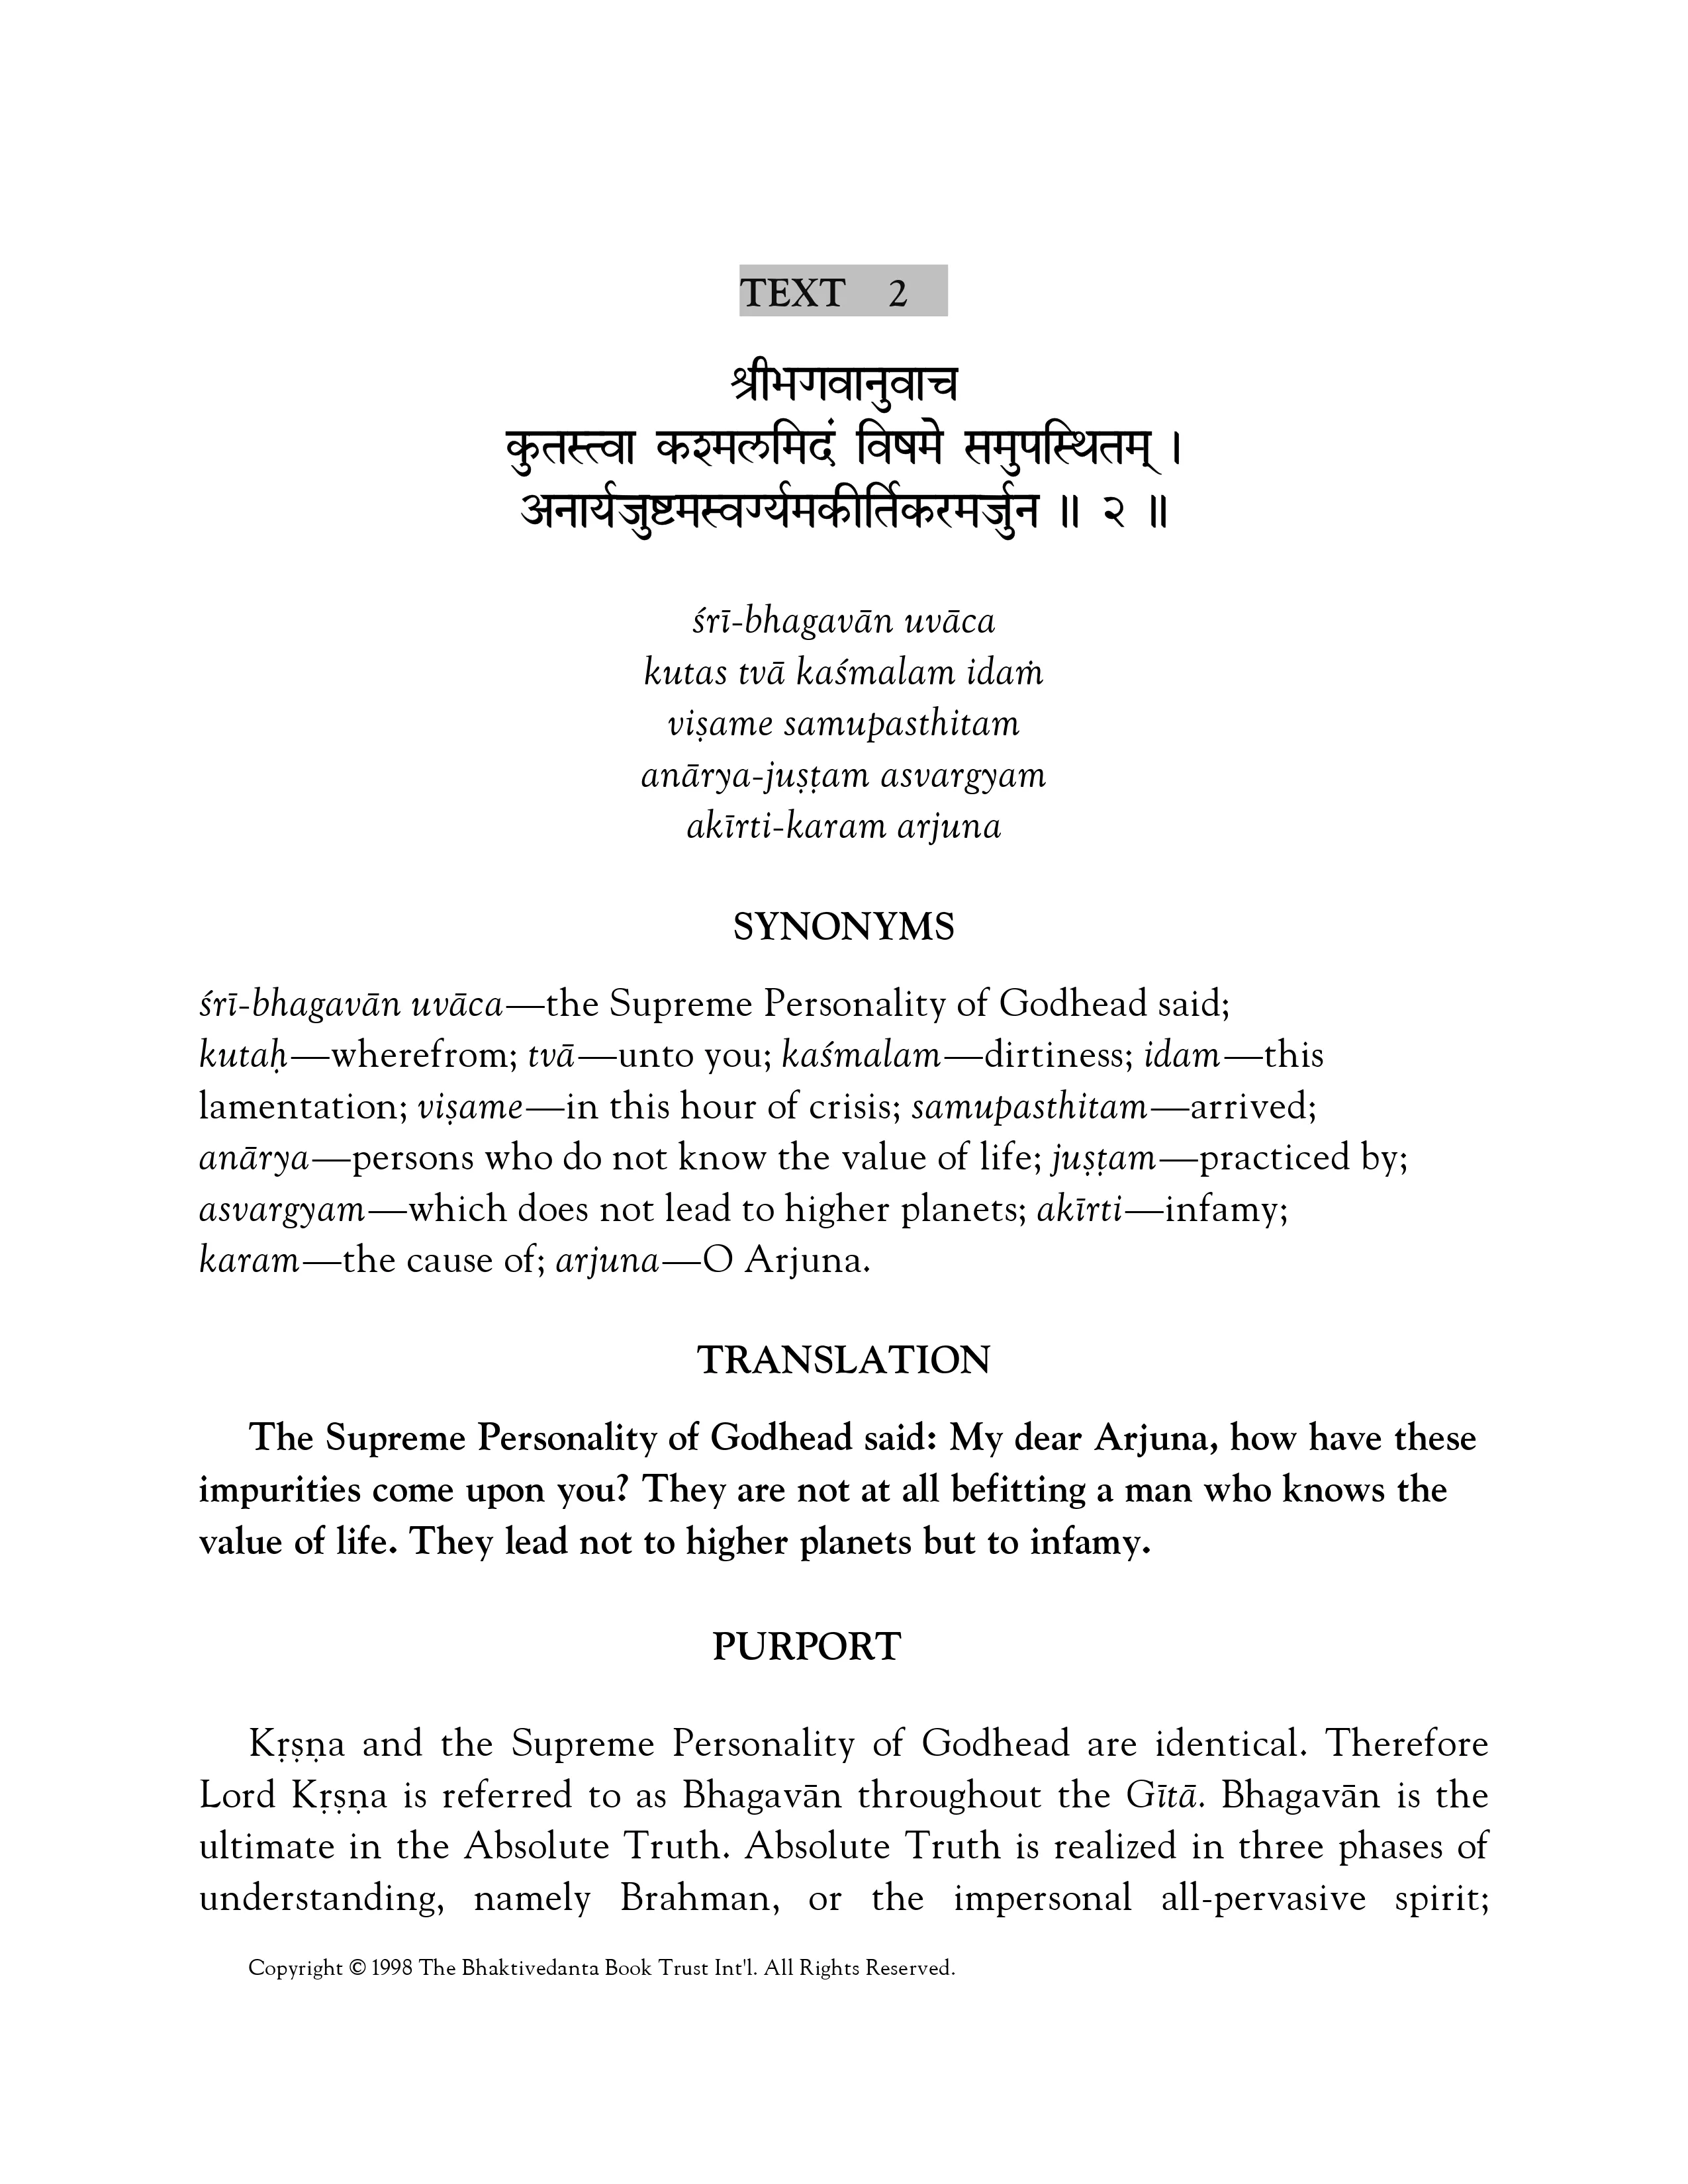 TEXT 2
श्रीभगवानुवाच
कुतस्त्वा कश्मलमिदं विषमे समुपस्थितम् ।
अनार्यजुष्टमस्वर्ग्यमकीर्तिकरमर्जुन ॥ २ ॥
śrī-bhagavān uvāca
kutas tvā kaśmalam idaṁ
viṣame samupasthitam
anārya-juṣṭam asvargyam
akīrti-karam arjuna
SYNONYMS
śrī-bhagavān uvāca—the Supreme Personality of Godhead said;
kutaḥ—wherefrom; tvā—unto you; kaśmalam—dirtiness; idam—this
lamentation; viṣame—in this hour of crisis; samupasthitam—arrived;
anārya—persons who do not know the value of life; juṣṭam—practiced by;
asvargyam—which does not lead to higher planets; akīrti—infamy;
karam—the cause of; arjuna—O Arjuna.
TRANSLATION
The Supreme Personality of Godhead said: My dear Arjuna, how have these
impurities come upon you? They are not at all befitting a man who knows the
value of life. They lead not to higher planets but to infamy.
PURPORT
Kṛṣṇa and the Supreme Personality of Godhead are identical. Therefore
Lord Kṛṣṇa is referred to as Bhagavān throughout the Gītā. Bhagavān is the
ultimate in the Absolute Truth. Absolute Truth is realized in three phases of
understanding, namely Brahman, or the impersonal all-pervasive spirit;
Copyright © 1998 The Bhaktivedanta Book Trust Int'l. All Rights Reserved.